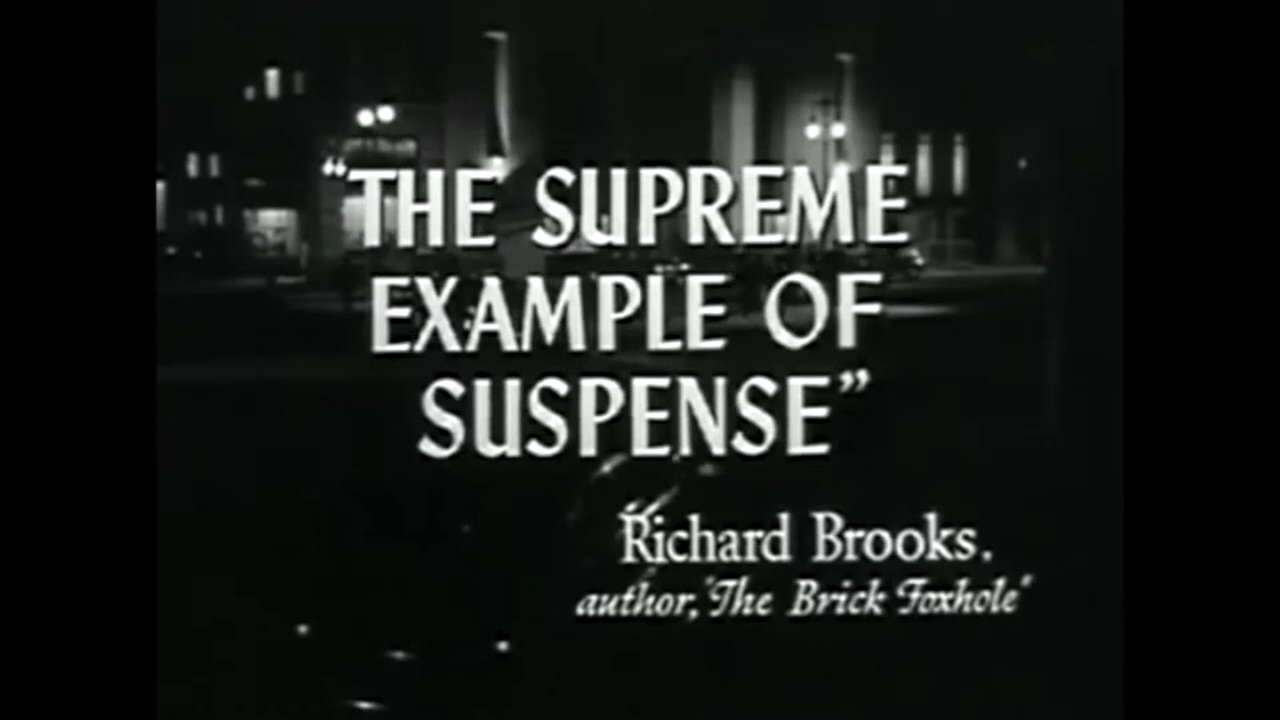 “THE SUPREME
EXAMPLE OF
SUSPENSE”
Richard Brooks.
author, "The Brick Foxhole"